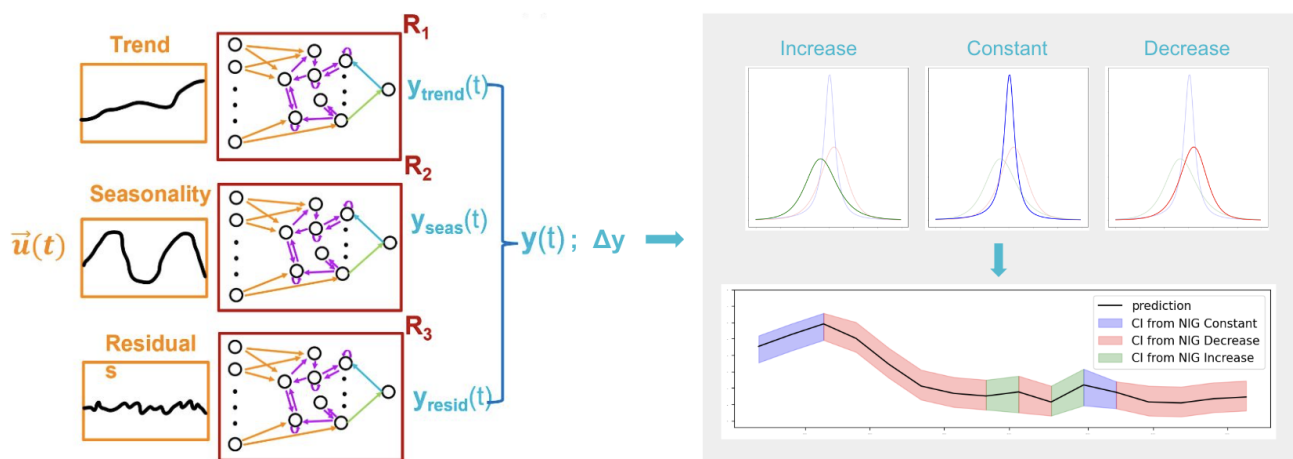 Trend
R1
ytrend(t)
Seasonality
R2
yseas(t)
u⃗(t)
y(t) ; Δy
Residual
s
R3
yresid(t)
Increase
Constant
Decrease
prediction
CI from NIG Constant
CI from NIG Decrease
CI from NIG Increase